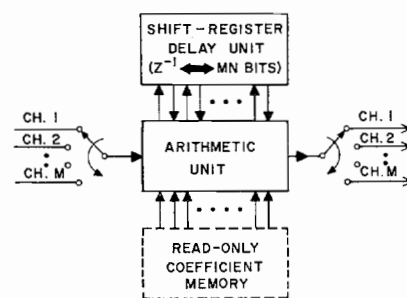 SHIFT-REGISTER
DELAY UNIT
(Z⁻¹ ⟷ MN BITS)
CH. 1
CH. 2
CH. M
ARITHMETIC
UNIT
CH. 1
CH. 2
CH. M
READ-ONLY
COEFFICIENT
MEMORY